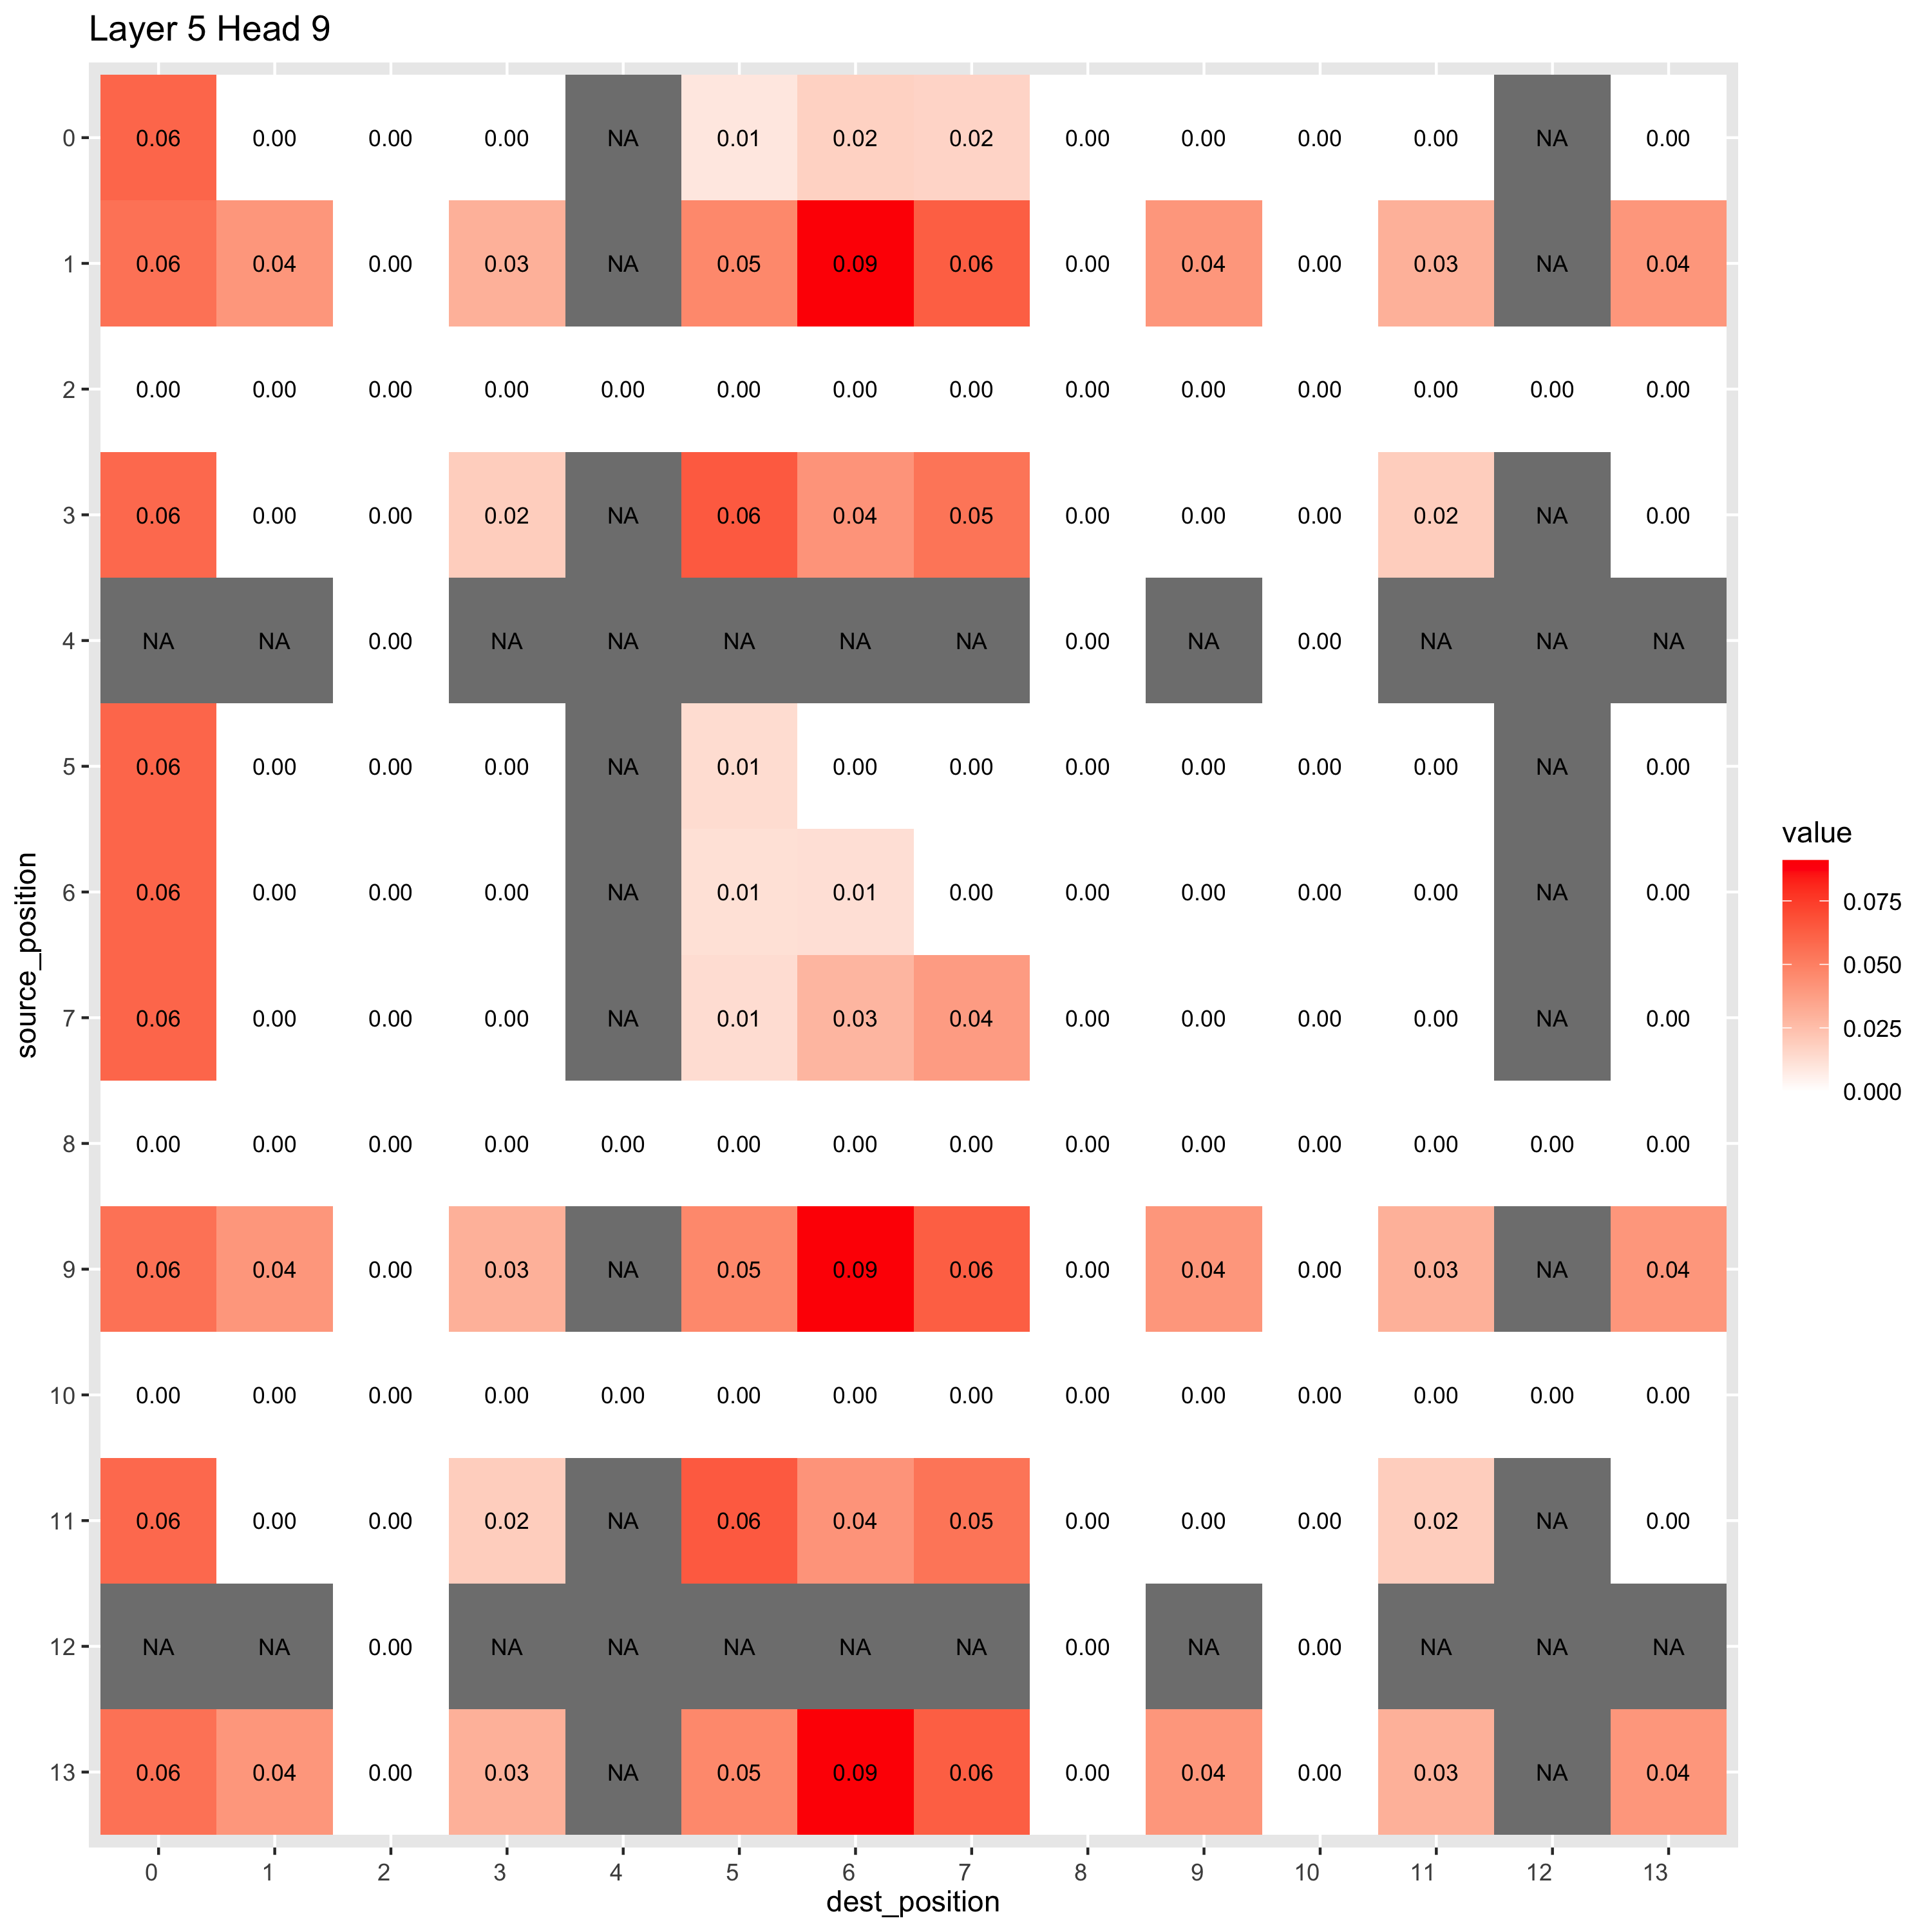 Layer 5 Head 9
0 0.06 0.00 0.00 0.00 NA 0.01 0.02 0.02 0.00 0.00 0.00 0.00 NA 0.00
1 0.06 0.04 0.00 0.03 NA 0.05 0.09 0.06 0.00 0.04 0.00 0.03 NA 0.04
2 0.00 0.00 0.00 0.00 0.00 0.00 0.00 0.00 0.00 0.00 0.00 0.00 0.00 0.00
3 0.06 0.00 0.00 0.02 NA 0.06 0.04 0.05 0.00 0.00 0.00 0.02 NA 0.00
4 NA NA 0.00 NA NA NA NA NA 0.00 NA 0.00 NA NA NA
5 0.06 0.00 0.00 0.00 NA 0.01 0.00 0.00 0.00 0.00 0.00 0.00 NA 0.00
6 0.06 0.00 0.00 0.00 NA 0.01 0.01 0.00 0.00 0.00 0.00 0.00 NA 0.00
7 0.06 0.00 0.00 0.00 NA 0.01 0.03 0.04 0.00 0.00 0.00 0.00 NA 0.00
8 0.00 0.00 0.00 0.00 0.00 0.00 0.00 0.00 0.00 0.00 0.00 0.00 0.00 0.00
9 0.06 0.04 0.00 0.03 NA 0.05 0.09 0.06 0.00 0.04 0.00 0.03 NA 0.04
10 0.00 0.00 0.00 0.00 0.00 0.00 0.00 0.00 0.00 0.00 0.00 0.00 0.00 0.00
11 0.06 0.00 0.00 0.02 NA 0.06 0.04 0.05 0.00 0.00 0.00 0.02 NA 0.00
12 NA NA 0.00 NA NA NA NA NA 0.00 NA 0.00 NA NA NA
13 0.06 0.04 0.00 0.03 NA 0.05 0.09 0.06 0.00 0.04 0.00 0.03 NA 0.04
0 1 2 3 4 5 6 7 8 9 10 11 12 13
dest_position
source_position
value
0.075
0.050
0.025
0.000